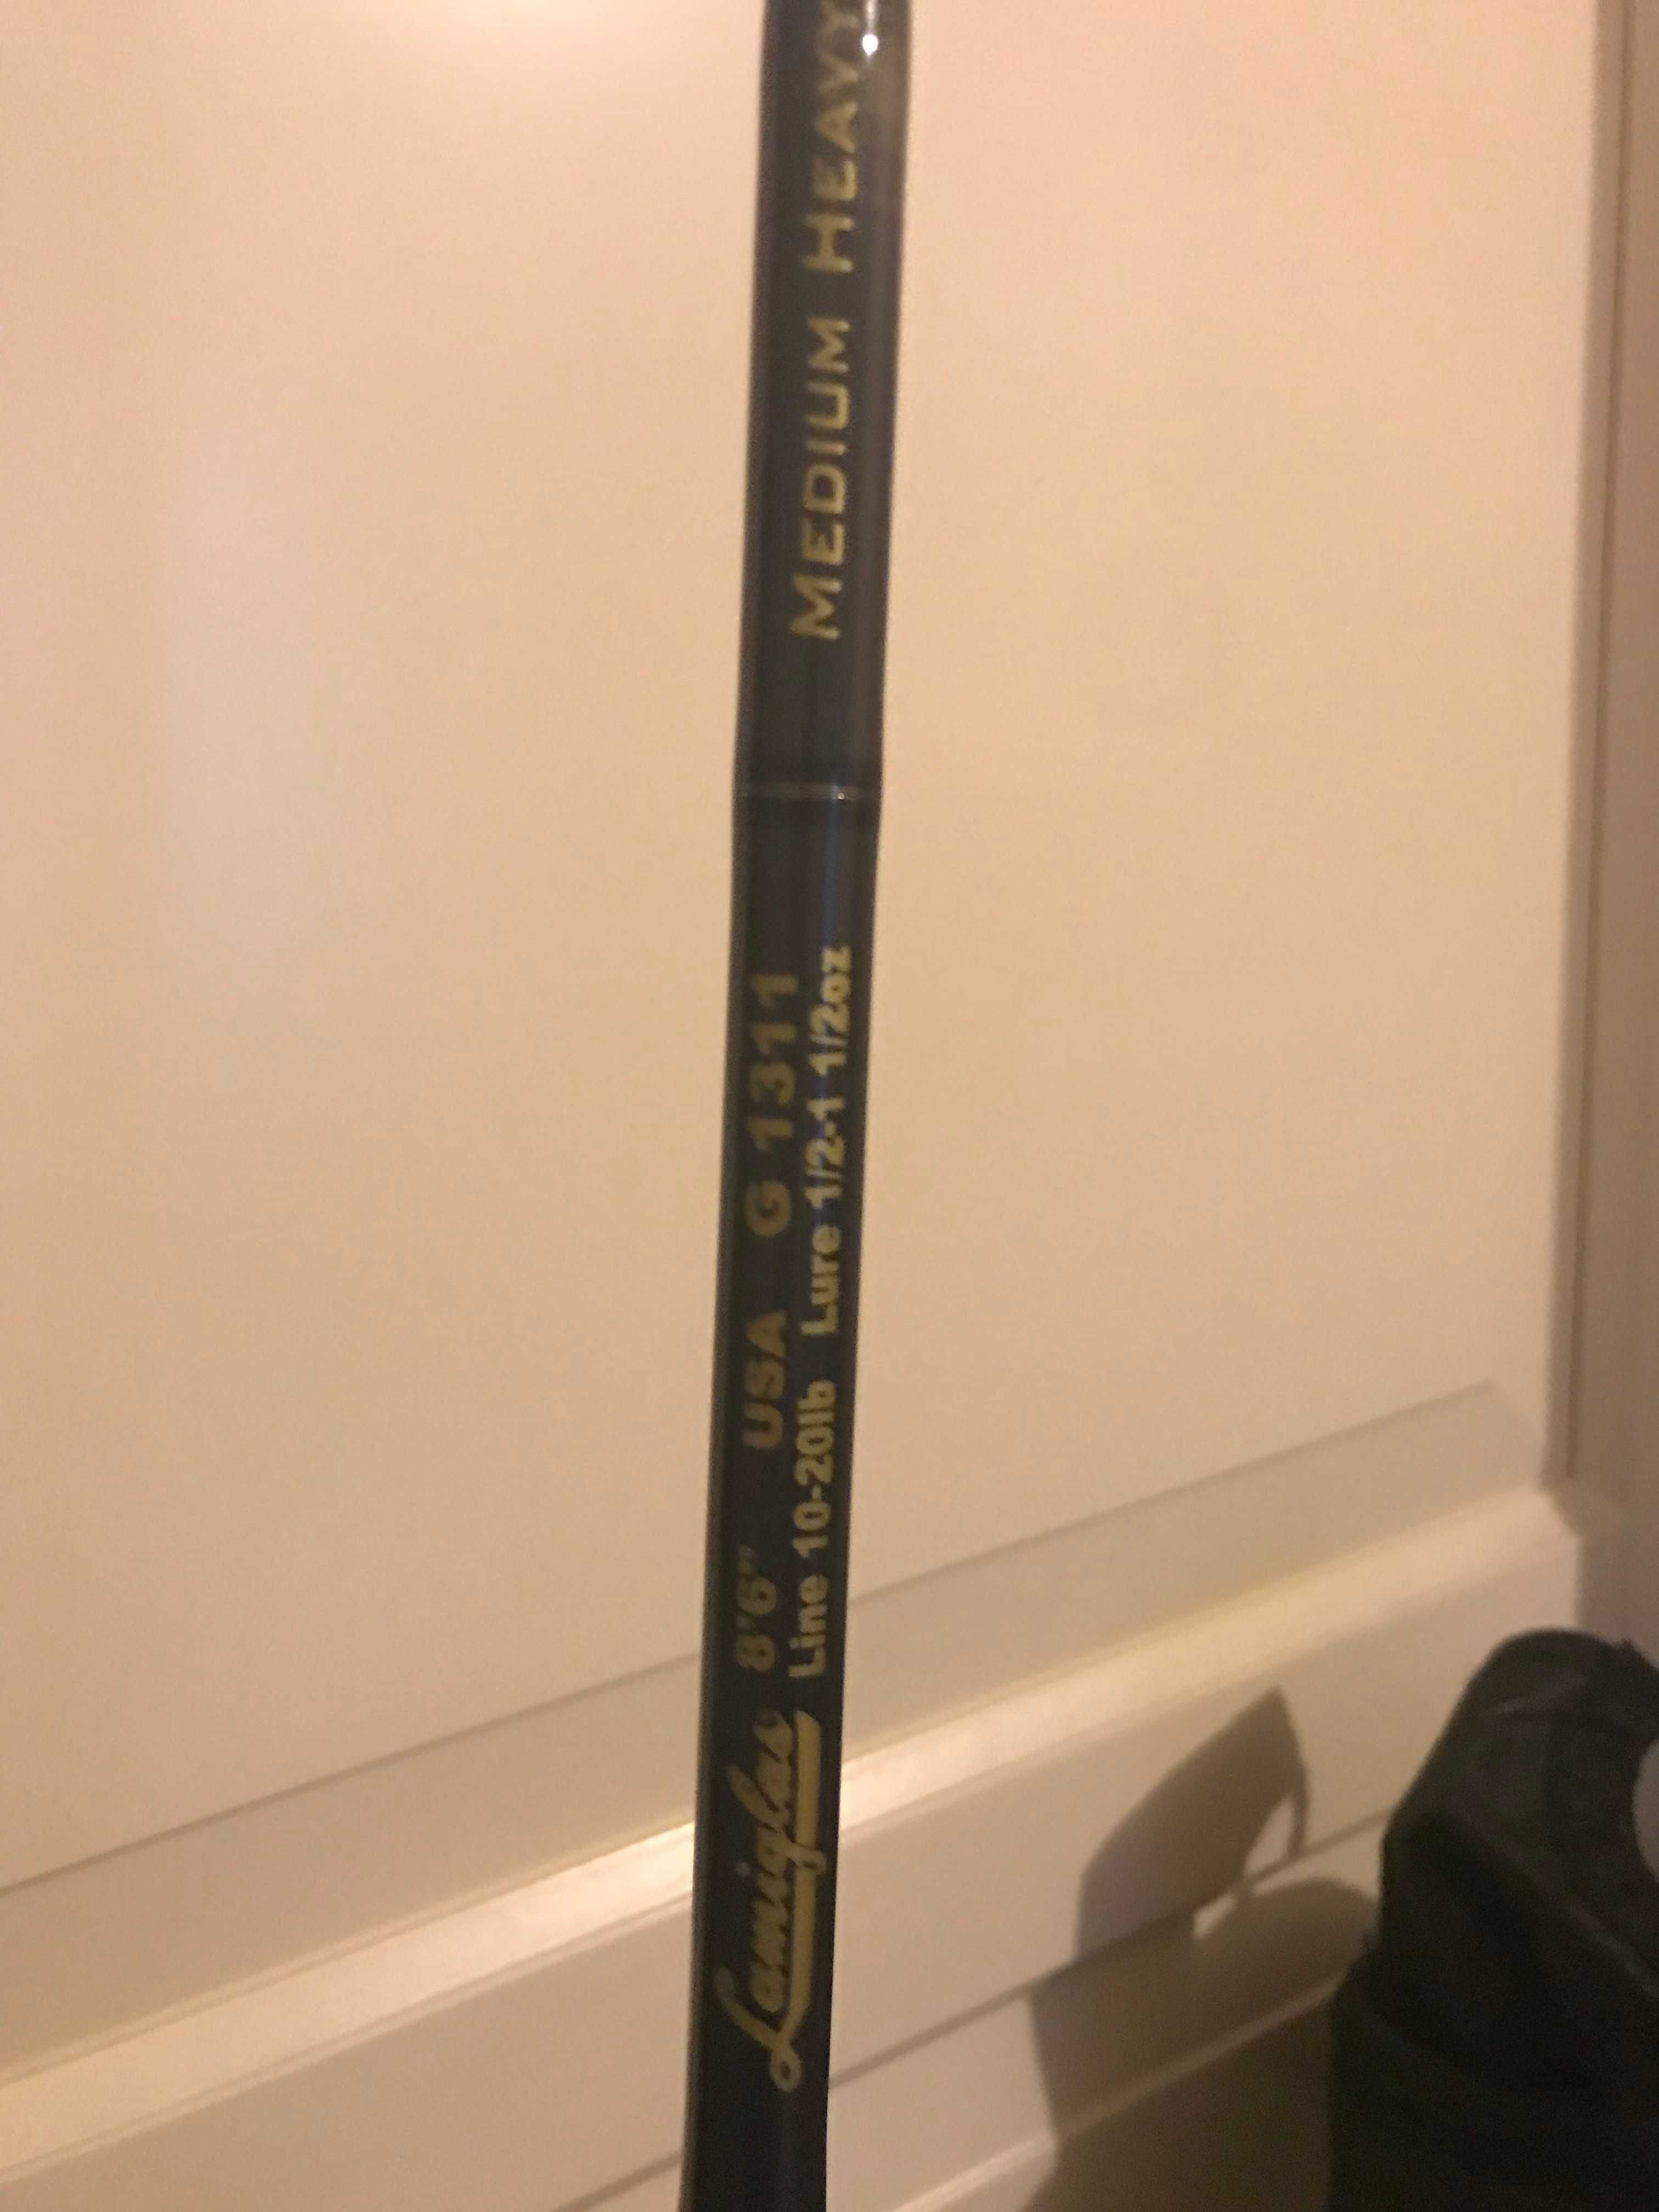 Lamiglas 8'6" USA G 1311
Line 10-20lb Lure 1/2-1 1/2oz
MEDIUM HEAVY